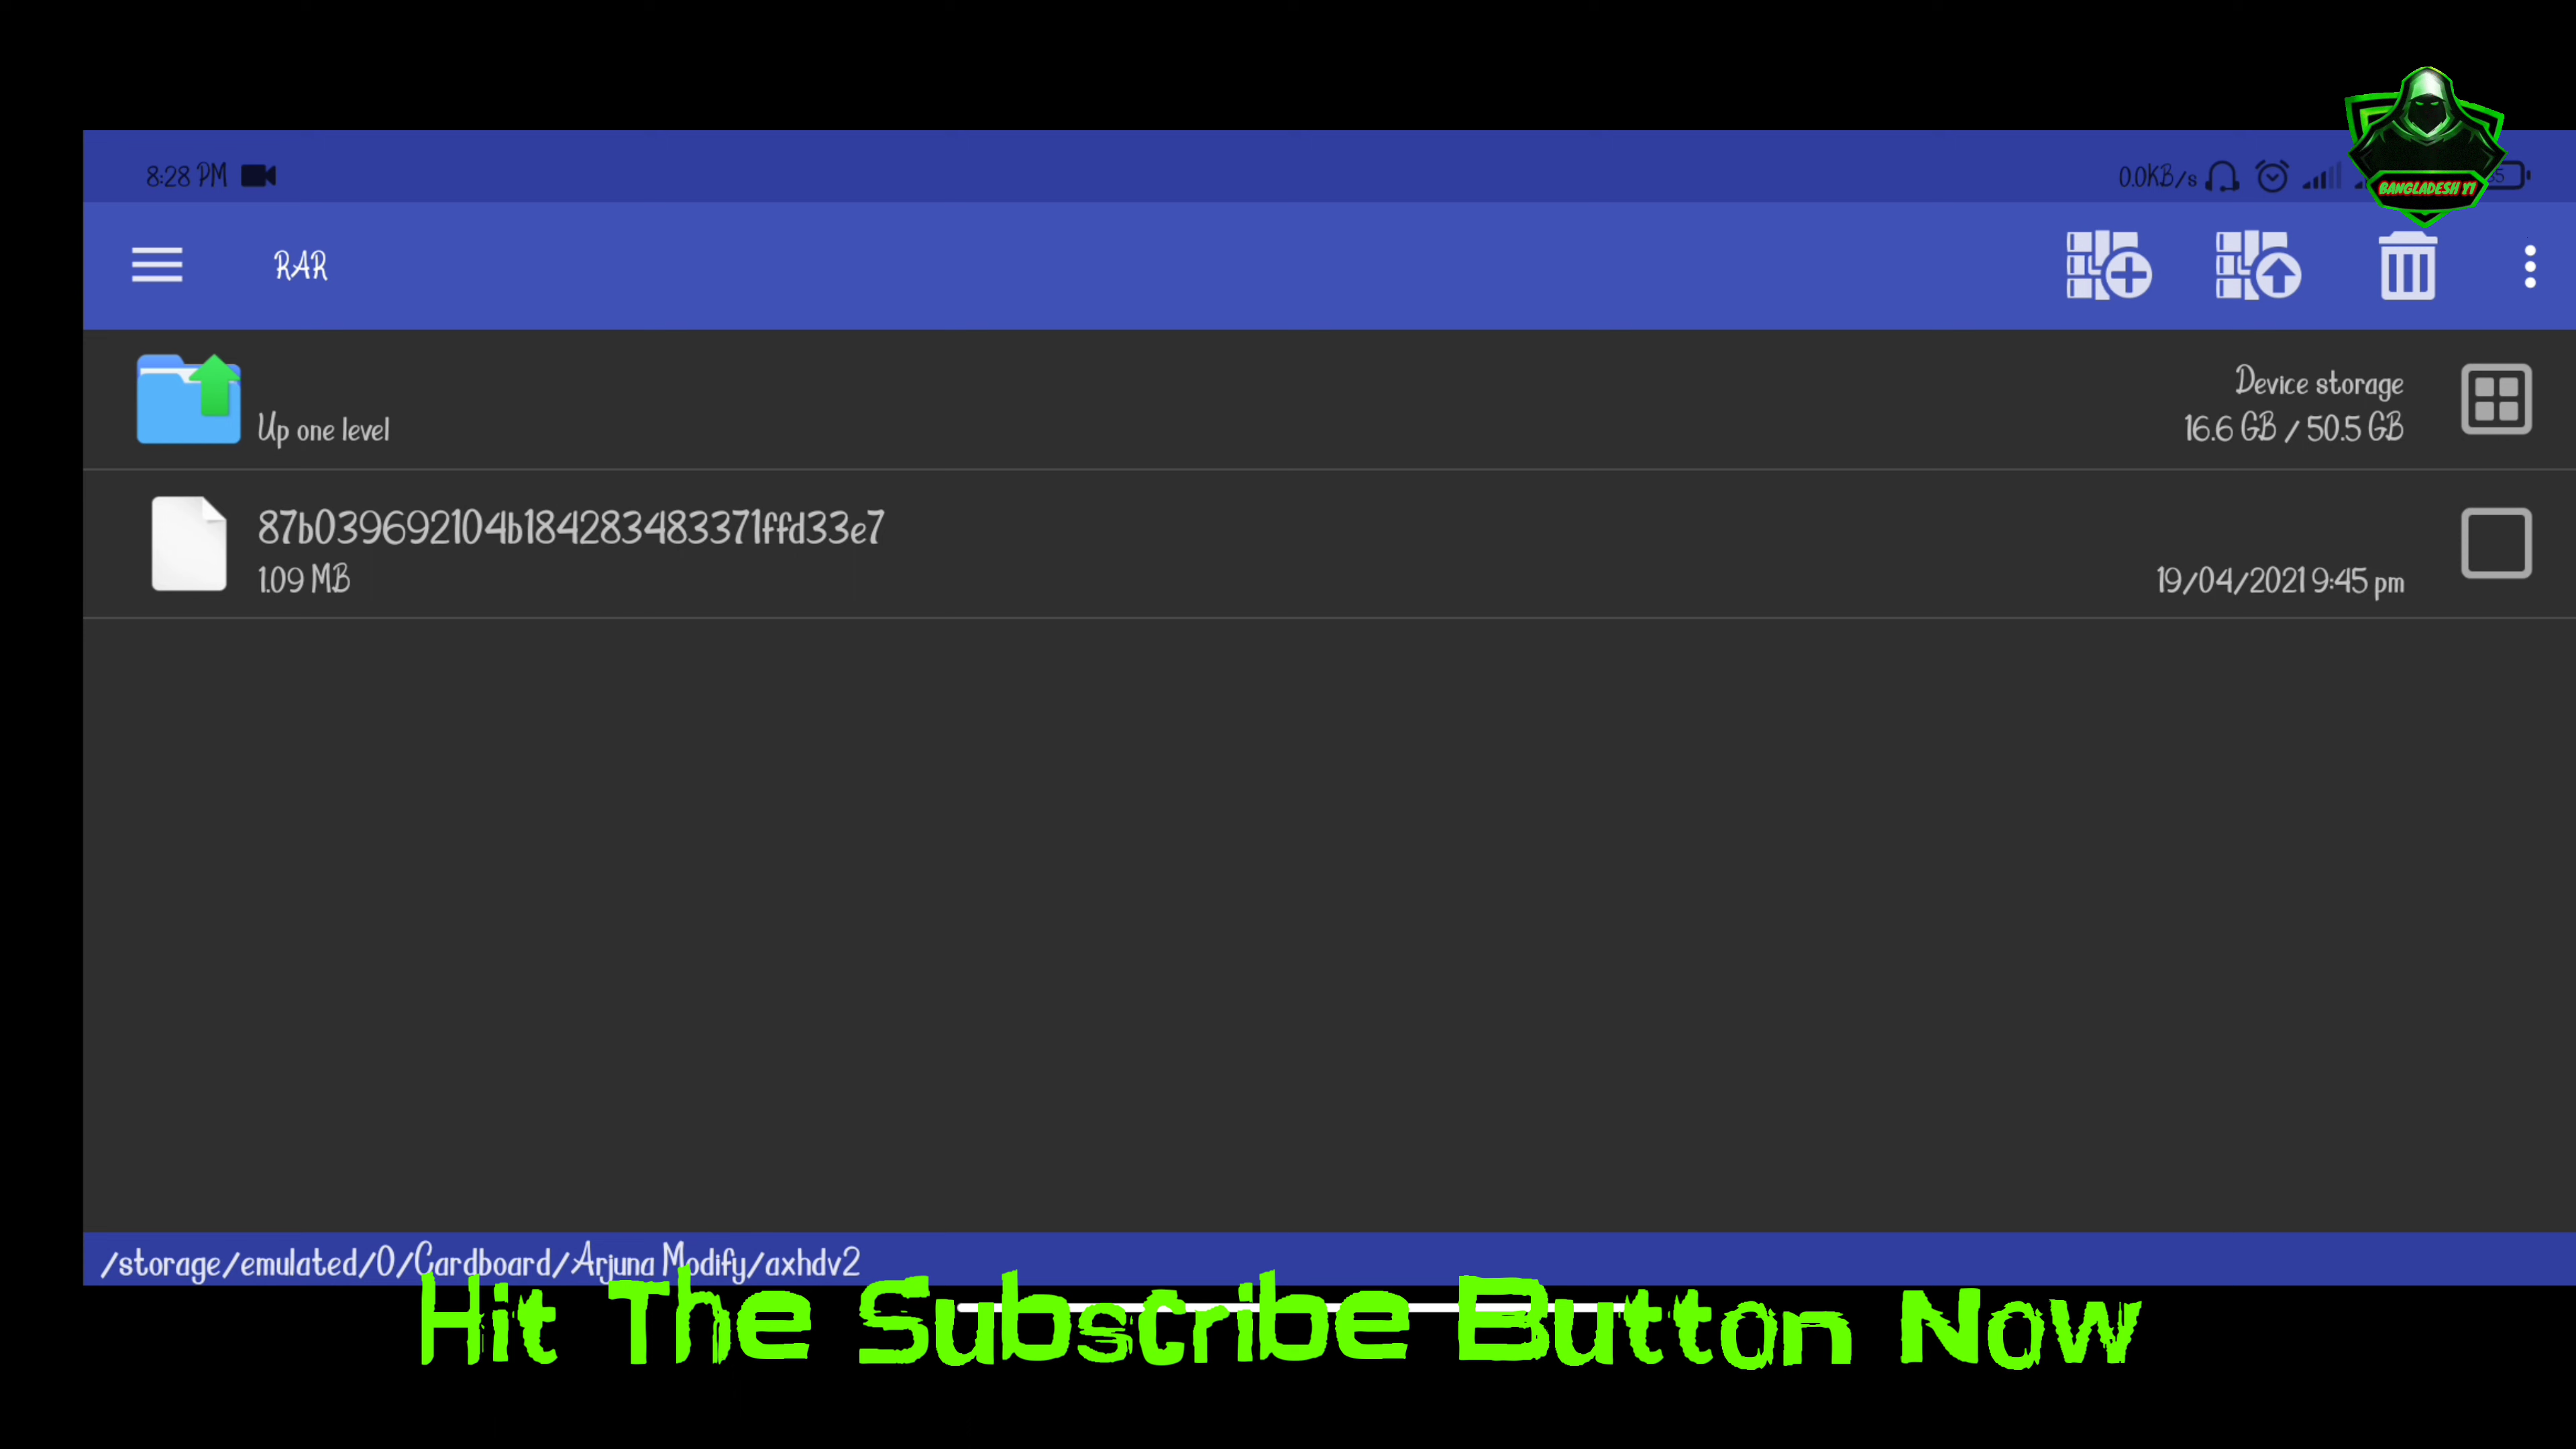 8:28 PM
0.0KB/s
BANGLADESH YT
RAR
Up one level
Device storage
16.6 GB / 50.5 GB
87b039692104b184283483371ffd33e7
1.09 MB
19/04/2021 9:45 pm
/storage/emulated/0/Cardboard/Arjuna Modify/axhdv2
Hit The Subscribe Button Now